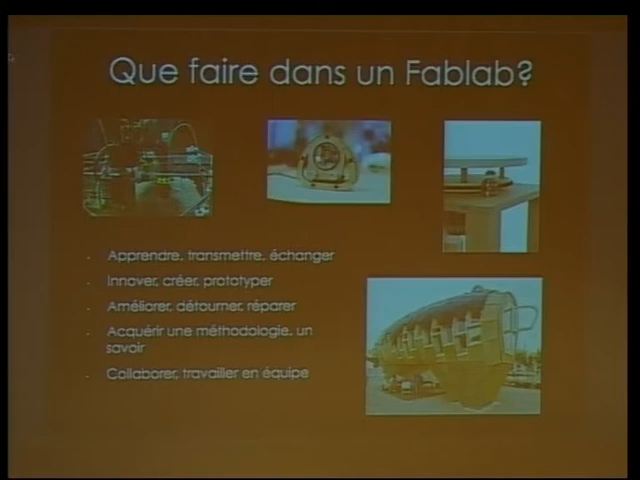 Que faire dans un Fablab?
Apprendre, transmettre, échanger
Innover, créer, prototyper
Améliorer, détourner, réparer
Acquérir une méthodologie, un
savoir
Collaborer, travailler en équipe